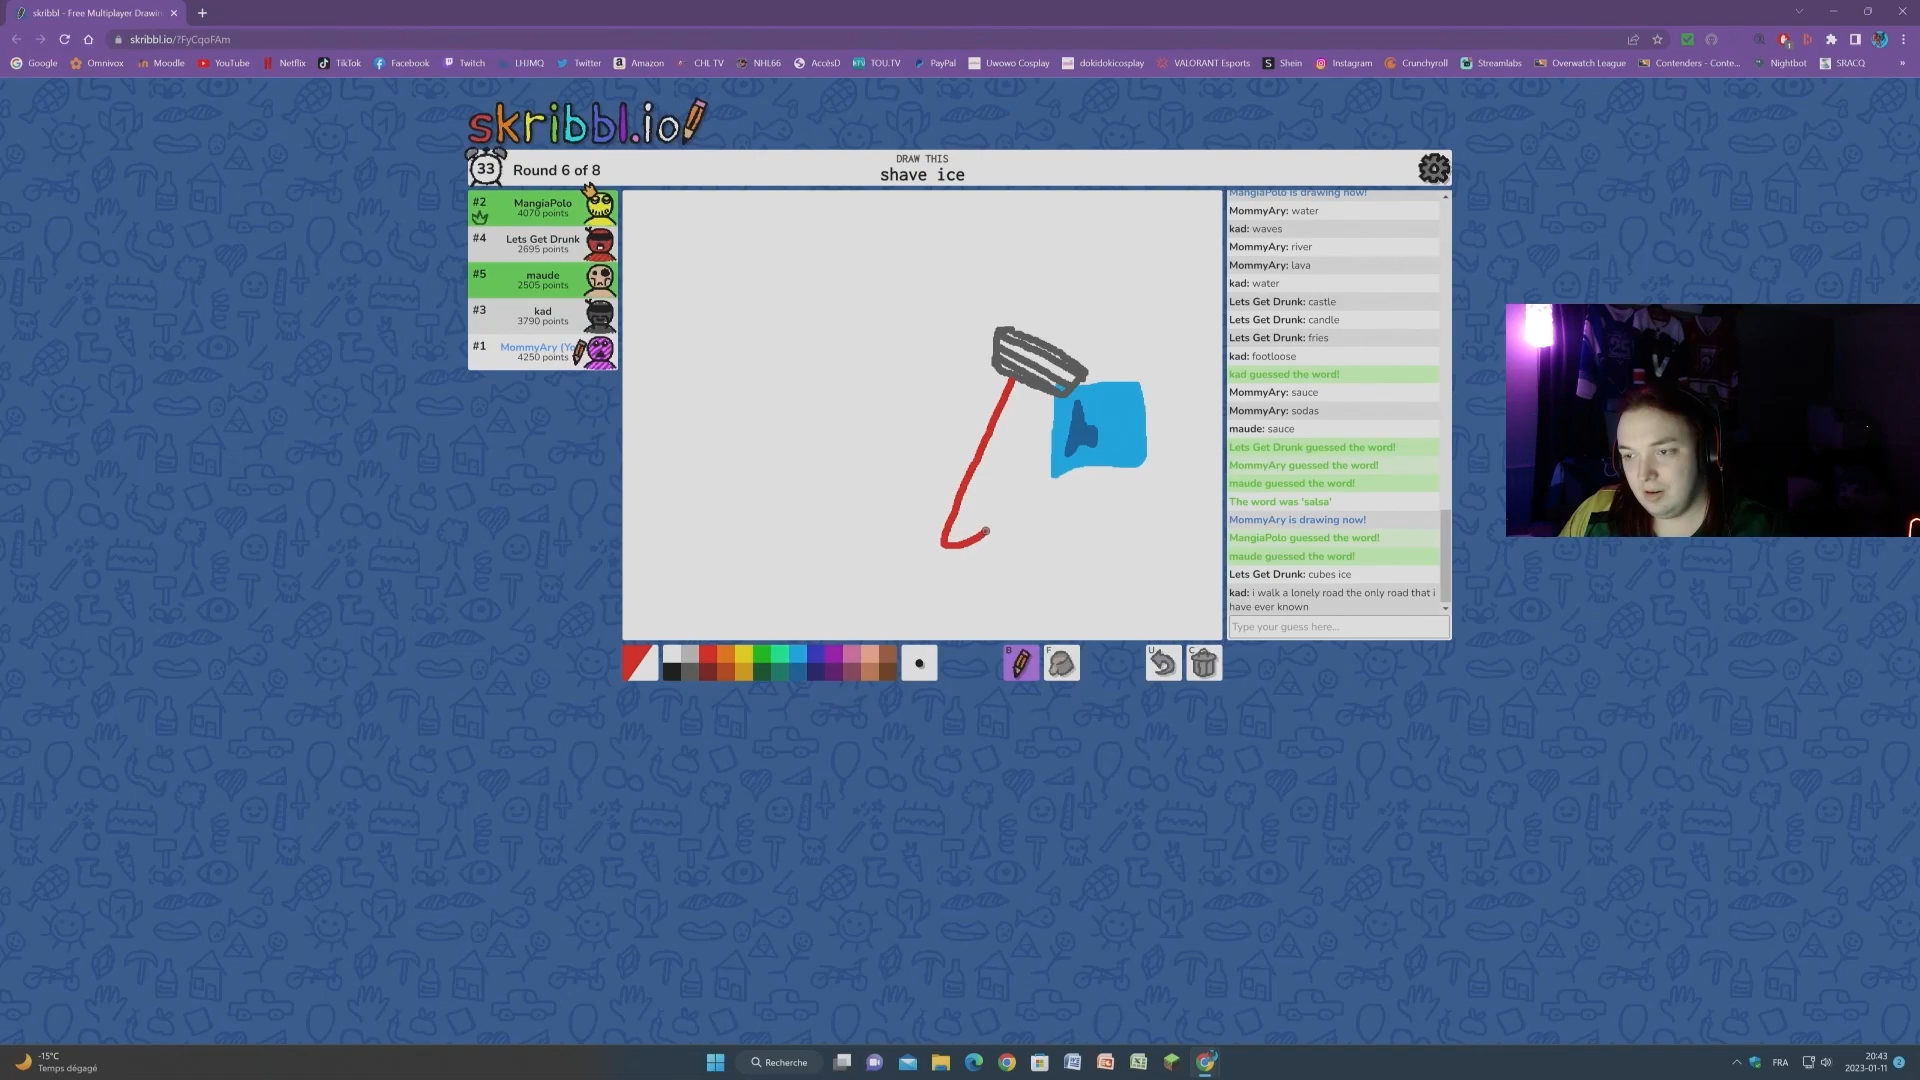 skribbl - Free Multiplayer Drawin
skribbl.io/?FyCqoFAm
Google Omnivox Moodle YouTube Netflix TikTok Facebook Twitch LHJMQ Twitter Amazon CHL TV NHL66 AccèsD TOU.TV PayPal Uwowo Cosplay dokidokicosplay VALORANT Esports Shein Instagram Crunchyroll Streamlabs Overwatch League Contenders - Conte... Nightbot SRACQ »
skribbl.io
33 Round 6 of 8
DRAW THIS
shave ice
#2 MangiaPolo
4070 points
#4 Lets Get Drunk
2695 points
#5 maude
2505 points
#3 kad
3790 points
#1 MommyAry (Yo
4250 points
MangiaPolo is drawing now!
MommyAry: water
kad: waves
MommyAry: river
MommyAry: lava
kad: water
Lets Get Drunk: castle
Lets Get Drunk: candle
Lets Get Drunk: fries
kad: footloose
kad guessed the word!
MommyAry: sauce
MommyAry: sodas
maude: sauce
Lets Get Drunk guessed the word!
MommyAry guessed the word!
maude guessed the word!
The word was 'salsa'
MommyAry is drawing now!
MangiaPolo guessed the word!
maude guessed the word!
Lets Get Drunk: cubes ice
kad: i walk a lonely road the only road that i
have ever known
Type your guess here...
B F U C
-15°C
Temps dégagé
Recherche
FRA
20:43
2023-01-11
2